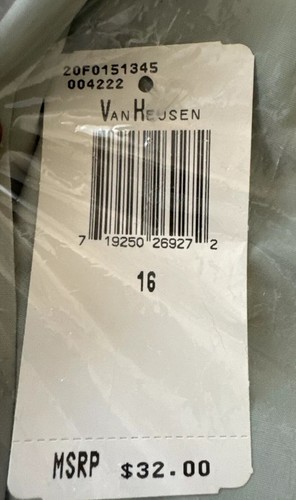 20F0151345
004222
VAN HEUSEN
7 19250 26927 2
16
MSRP $32.00